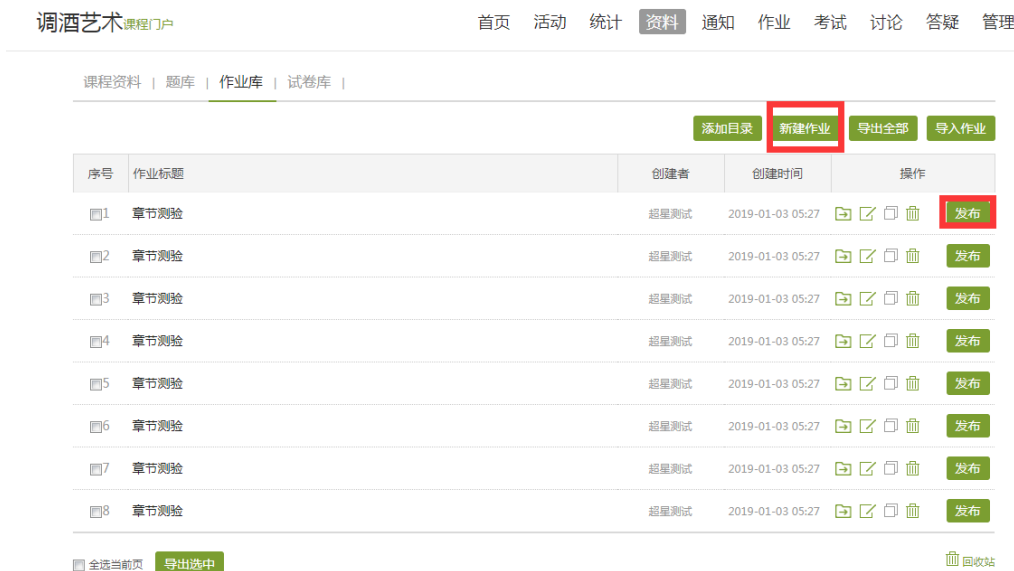 调酒艺术课程门户 首页 活动 统计 资料 通知 作业 考试 讨论 答疑 管理
课程资料 | 题库 | 作业库 | 试卷库 |
添加目录 新建作业 导出全部 导入作业
序号 作业标题 创建者 创建时间 操作
1 章节测验 超星测试 2019-01-03 05:27 发布
2 章节测验 超星测试 2019-01-03 05:27 发布
3 章节测验 超星测试 2019-01-03 05:27 发布
4 章节测验 超星测试 2019-01-03 05:27 发布
5 章节测验 超星测试 2019-01-03 05:27 发布
6 章节测验 超星测试 2019-01-03 05:27 发布
7 章节测验 超星测试 2019-01-03 05:27 发布
8 章节测验 超星测试 2019-01-03 05:27 发布
全选当前页 导出选中 回收站